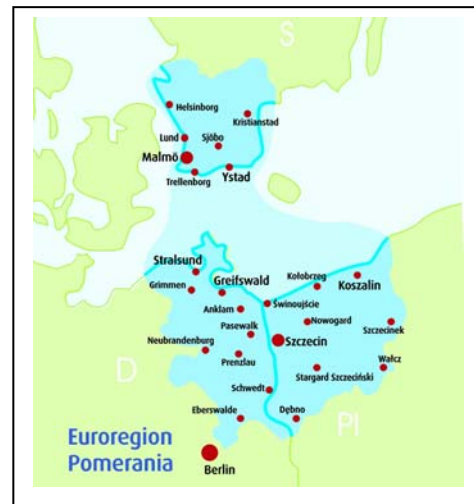 S
Helsinborg
Kristianstad
Lund
Sjöbo
Malmö
Trellenborg
Ystad
Stralsund
Greifswald
Grimmen
Kołobrzeg
Koszalin
Świnoujście
Anklam
Nowogard
Szczecinek
Pasewalk
Szczecin
Neubrandenburg
Prenzlau
Wałcz
Stargard Szczeciński
D
Schwedt
Eberswalde
Dębno
Pl
Euroregion
Pomerania
Berlin